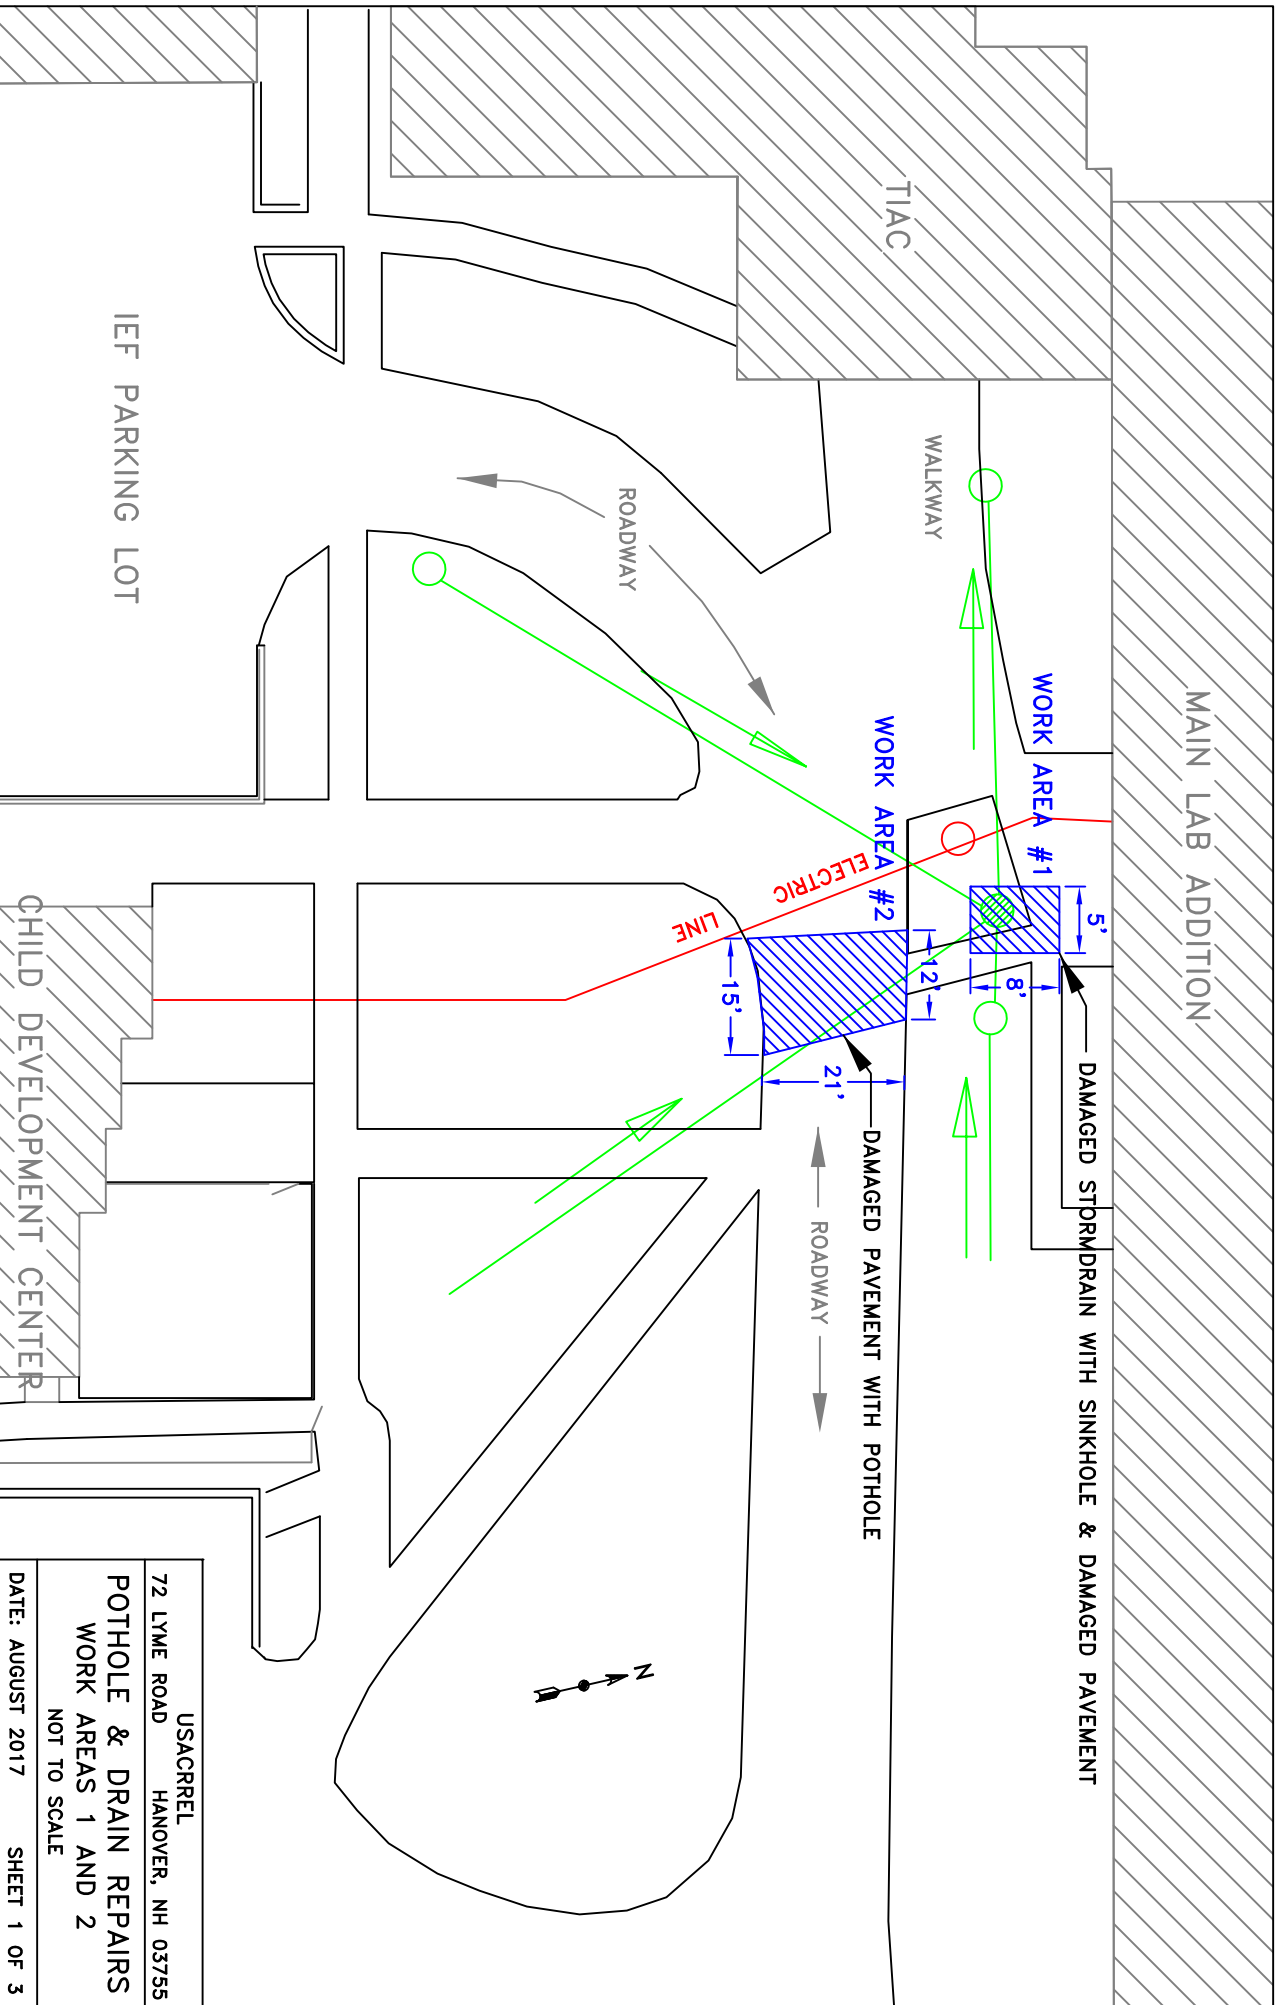 MAIN LAB ADDITION
TIAC
WALKWAY
WORK AREA #1
5'
8'
DAMAGED STORMDRAIN WITH SINKHOLE & DAMAGED PAVEMENT
WORK AREA #2
12'
15'
21'
DAMAGED PAVEMENT WITH POTHOLE
ELECTRIC
LINE
ROADWAY
ROADWAY
IEF PARKING LOT
CHILD DEVELOPMENT CENTER
N
USACRREL
72 LYME ROAD HANOVER, NH 03755
POTHOLE & DRAIN REPAIRS
WORK AREAS 1 AND 2
NOT TO SCALE
DATE: AUGUST 2017 SHEET 1 OF 3